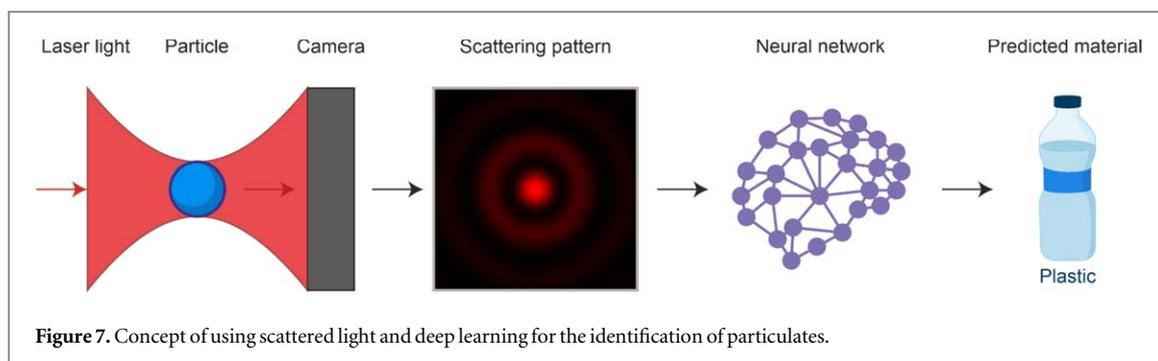 Laser light Particle Camera Scattering pattern Neural network Predicted material
Plastic
Figure 7. Concept of using scattered light and deep learning for the identification of particulates.